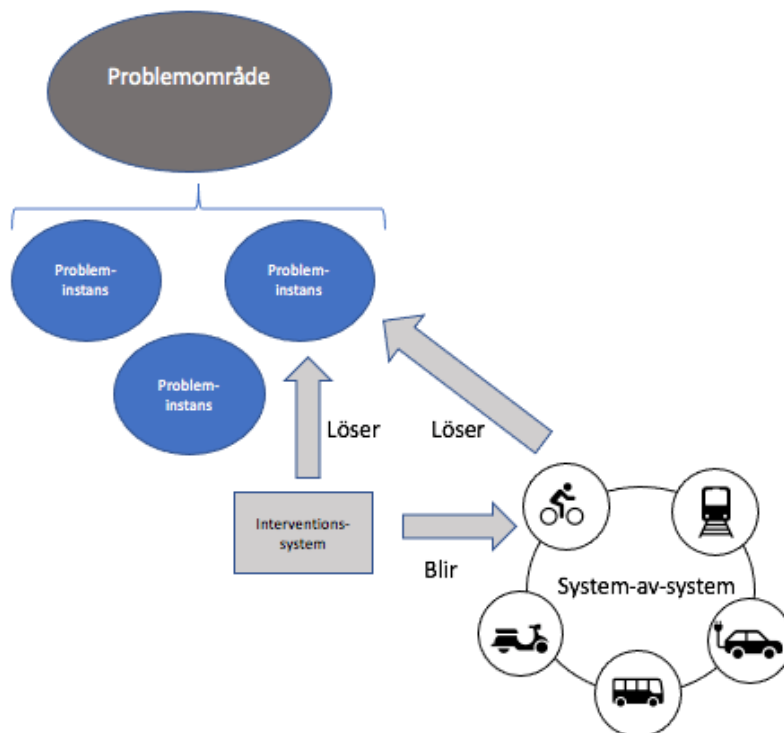 Problemområde
Problem-
instans
Problem-
instans
Problem-
instans
Löser
Löser
Interventions-
system
Blir
System-av-system